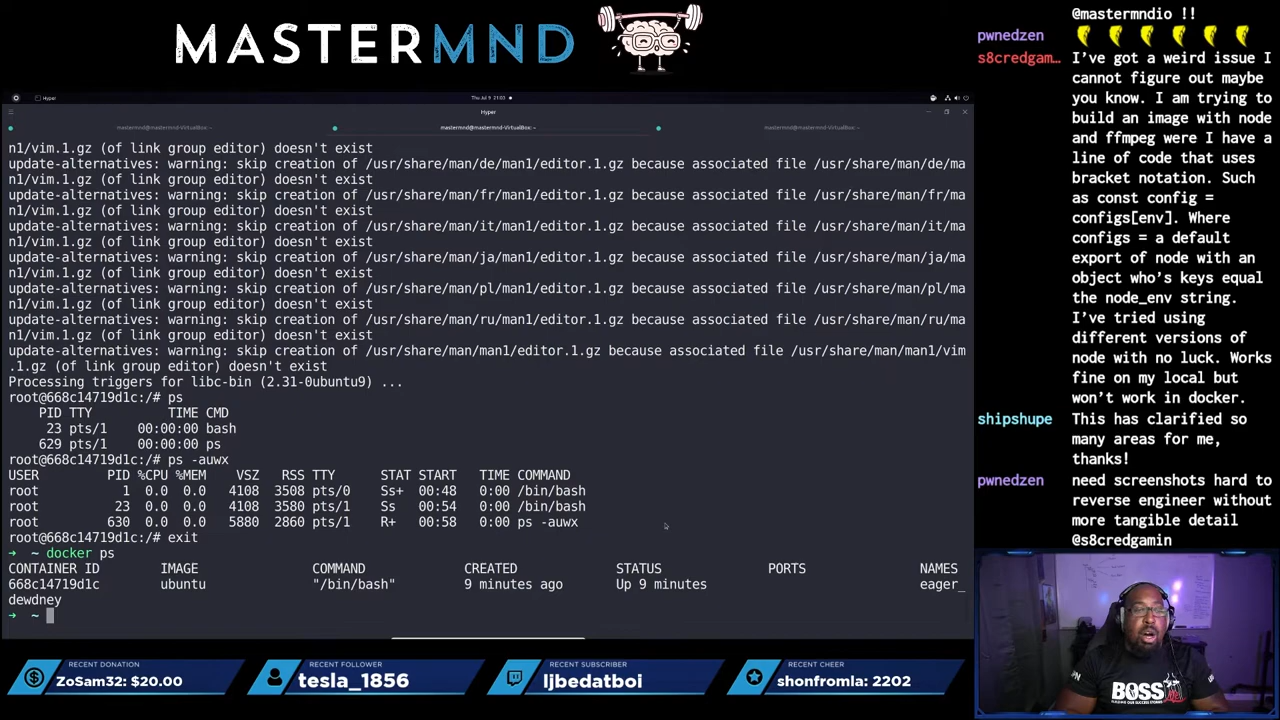 MASTERMND
Hyper
Thu Jul 9 21:03
Hyper
mastermnd@mastermnd-VirtualBox:~
mastermnd@mastermnd-VirtualBox:~
mastermnd@mastermnd-VirtualBox:~
n1/vim.1.gz (of link group editor) doesn't exist
update-alternatives: warning: skip creation of /usr/share/man/de/man1/editor.1.gz because associated file /usr/share/man/de/ma
n1/vim.1.gz (of link group editor) doesn't exist
update-alternatives: warning: skip creation of /usr/share/man/fr/man1/editor.1.gz because associated file /usr/share/man/fr/ma
n1/vim.1.gz (of link group editor) doesn't exist
update-alternatives: warning: skip creation of /usr/share/man/it/man1/editor.1.gz because associated file /usr/share/man/it/ma
n1/vim.1.gz (of link group editor) doesn't exist
update-alternatives: warning: skip creation of /usr/share/man/ja/man1/editor.1.gz because associated file /usr/share/man/ja/ma
n1/vim.1.gz (of link group editor) doesn't exist
update-alternatives: warning: skip creation of /usr/share/man/pl/man1/editor.1.gz because associated file /usr/share/man/pl/ma
n1/vim.1.gz (of link group editor) doesn't exist
update-alternatives: warning: skip creation of /usr/share/man/ru/man1/editor.1.gz because associated file /usr/share/man/ru/ma
n1/vim.1.gz (of link group editor) doesn't exist
update-alternatives: warning: skip creation of /usr/share/man/man1/editor.1.gz because associated file /usr/share/man/man1/vim
.1.gz (of link group editor) doesn't exist
Processing triggers for libc-bin (2.31-0ubuntu9) ...
root@668c14719d1c:/# ps
PID TTY TIME CMD
23 pts/1 00:00:00 bash
629 pts/1 00:00:00 ps
root@668c14719d1c:/# ps -auwx
USER PID %CPU %MEM VSZ RSS TTY STAT START TIME COMMAND
root 1 0.0 0.0 4108 3508 pts/0 Ss+ 00:48 0:00 /bin/bash
root 23 0.0 0.0 4108 3580 pts/1 Ss 00:54 0:00 /bin/bash
root 630 0.0 0.0 5880 2860 pts/1 R+ 00:58 0:00 ps -auwx
root@668c14719d1c:/# exit
➜ ~ docker ps
CONTAINER ID IMAGE COMMAND CREATED STATUS PORTS NAMES
668c14719d1c ubuntu "/bin/bash" 9 minutes ago Up 9 minutes eager_
dewdney
➜ ~
@mastermndio !!
pwnedzen
s8credgam… I've got a weird issue I
cannot figure out maybe
you know. I am trying to
build an image with node
and ffmpeg were I have a
line of code that uses
bracket notation. Such
as const config =
configs[env]. Where
configs = a default
export of node with an
object who's keys equal
the node_env string.
I've tried using
different versions of
node with no luck. Works
fine on my local but
won't work in docker.
shipshupe This has clarified so
many areas for me,
thanks!
pwnedzen need screenshots hard to
reverse engineer without
more tangible detail
@s8credgamin
BOSS
RECENT DONATION
ZoSam32: $20.00
RECENT FOLLOWER
tesla_1856
RECENT SUBSCRIBER
ljbedatboi
RECENT CHEER
shonfromla: 2202